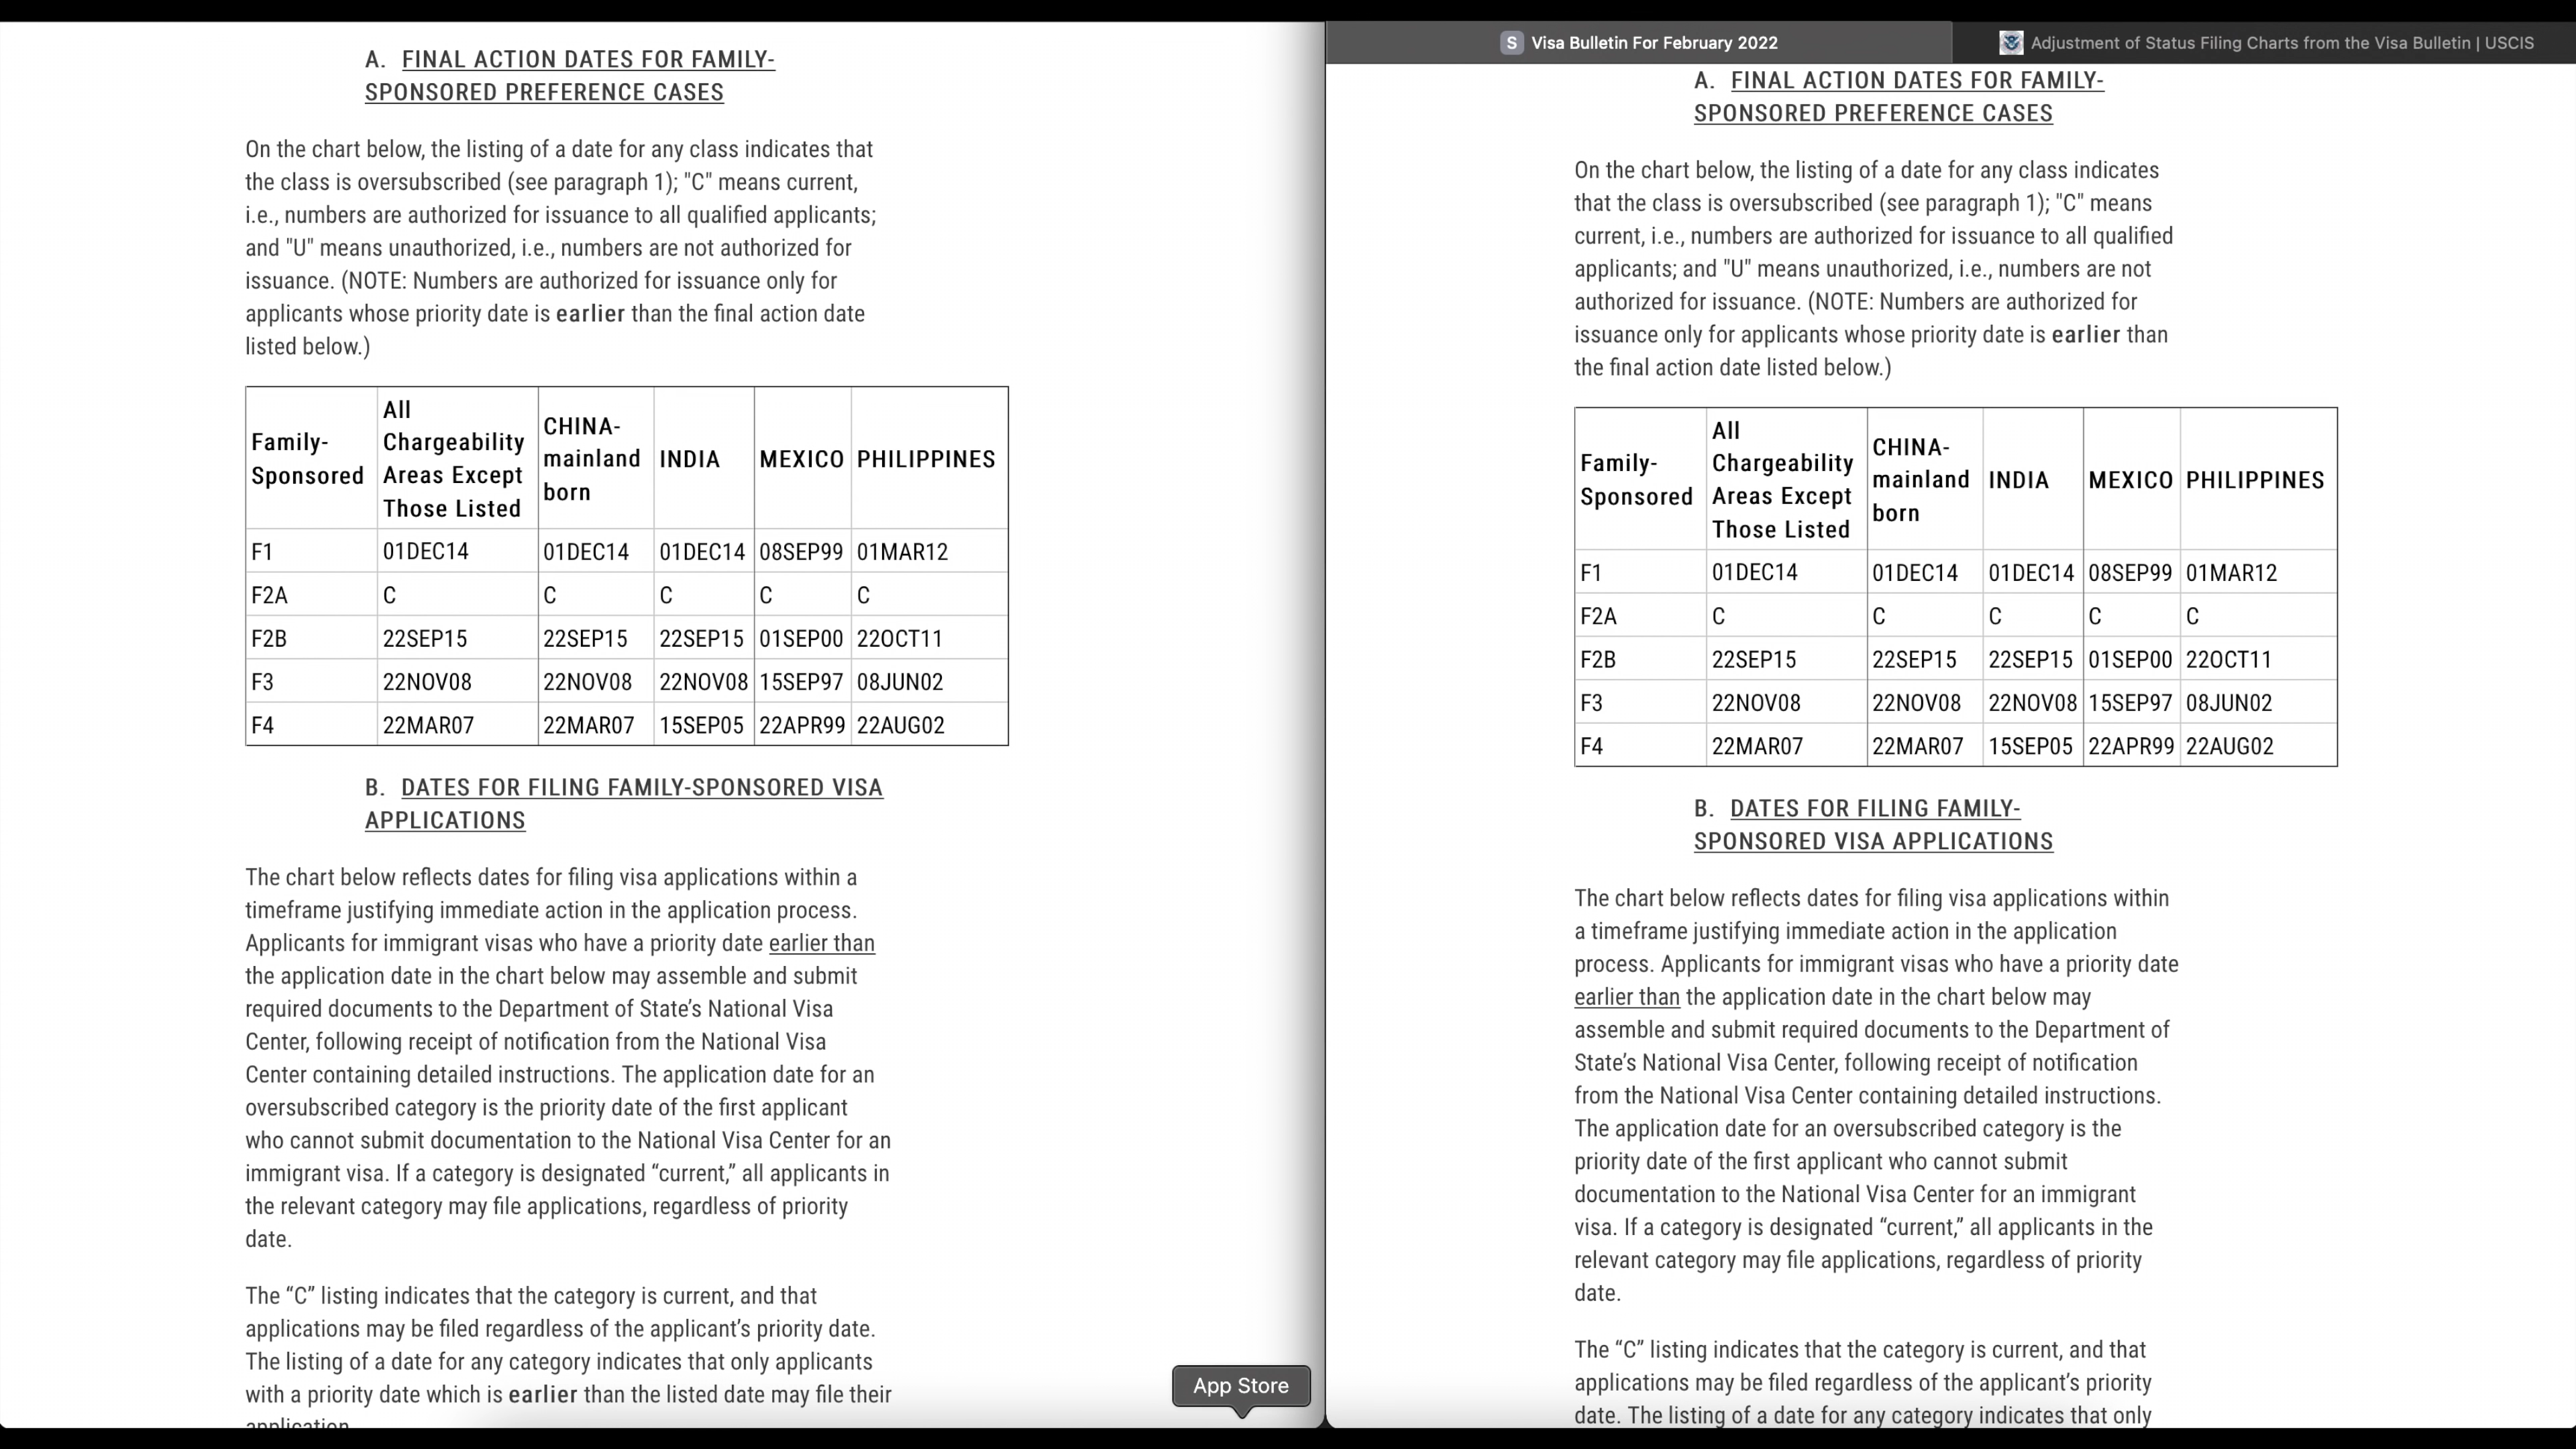 A. FINAL ACTION DATES FOR FAMILY-
SPONSORED PREFERENCE CASES
On the chart below, the listing of a date for any class indicates that
the class is oversubscribed (see paragraph 1); "C" means current,
i.e., numbers are authorized for issuance to all qualified applicants;
and "U" means unauthorized, i.e., numbers are not authorized for
issuance. (NOTE: Numbers are authorized for issuance only for
applicants whose priority date is earlier than the final action date
listed below.)
Family-Sponsored All Chargeability Areas Except Those Listed CHINA-mainland born INDIA MEXICO PHILIPPINES
F1 01DEC14 01DEC14 01DEC14 08SEP99 01MAR12
F2A C C C C C
F2B 22SEP15 22SEP15 22SEP15 01SEP00 22OCT11
F3 22NOV08 22NOV08 22NOV08 15SEP97 08JUN02
F4 22MAR07 22MAR07 15SEP05 22APR99 22AUG02
B. DATES FOR FILING FAMILY-SPONSORED VISA
APPLICATIONS
The chart below reflects dates for filing visa applications within a
timeframe justifying immediate action in the application process.
Applicants for immigrant visas who have a priority date earlier than
the application date in the chart below may assemble and submit
required documents to the Department of State’s National Visa
Center, following receipt of notification from the National Visa
Center containing detailed instructions. The application date for an
oversubscribed category is the priority date of the first applicant
who cannot submit documentation to the National Visa Center for an
immigrant visa. If a category is designated “current,” all applicants in
the relevant category may file applications, regardless of priority
date.
The “C” listing indicates that the category is current, and that
applications may be filed regardless of the applicant’s priority date.
The listing of a date for any category indicates that only applicants
with a priority date which is earlier than the listed date may file their
application
App Store
S Visa Bulletin For February 2022
Adjustment of Status Filing Charts from the Visa Bulletin | USCIS
A. FINAL ACTION DATES FOR FAMILY-
SPONSORED PREFERENCE CASES
On the chart below, the listing of a date for any class indicates
that the class is oversubscribed (see paragraph 1); "C" means
current, i.e., numbers are authorized for issuance to all qualified
applicants; and "U" means unauthorized, i.e., numbers are not
authorized for issuance. (NOTE: Numbers are authorized for
issuance only for applicants whose priority date is earlier than
the final action date listed below.)
Family-Sponsored All Chargeability Areas Except Those Listed CHINA-mainland born INDIA MEXICO PHILIPPINES
F1 01DEC14 01DEC14 01DEC14 08SEP99 01MAR12
F2A C C C C C
F2B 22SEP15 22SEP15 22SEP15 01SEP00 22OCT11
F3 22NOV08 22NOV08 22NOV08 15SEP97 08JUN02
F4 22MAR07 22MAR07 15SEP05 22APR99 22AUG02
B. DATES FOR FILING FAMILY-
SPONSORED VISA APPLICATIONS
The chart below reflects dates for filing visa applications within
a timeframe justifying immediate action in the application
process. Applicants for immigrant visas who have a priority date
earlier than the application date in the chart below may
assemble and submit required documents to the Department of
State’s National Visa Center, following receipt of notification
from the National Visa Center containing detailed instructions.
The application date for an oversubscribed category is the
priority date of the first applicant who cannot submit
documentation to the National Visa Center for an immigrant
visa. If a category is designated “current,” all applicants in the
relevant category may file applications, regardless of priority
date.
The “C” listing indicates that the category is current, and that
applications may be filed regardless of the applicant’s priority
date. The listing of a date for any category indicates that only